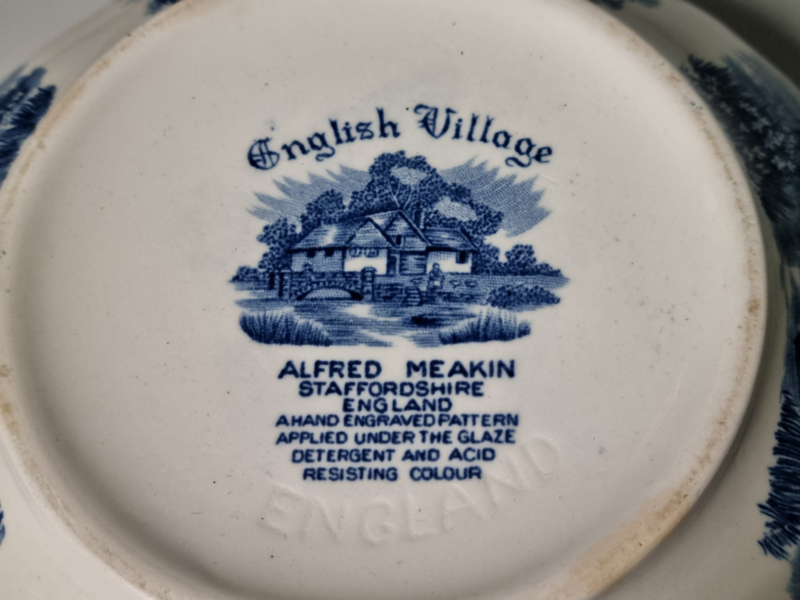 English Village
ALFRED MEAKIN
STAFFORDSHIRE
ENGLAND
A HAND ENGRAVED PATTERN
APPLIED UNDER THE GLAZE
DETERGENT AND ACID
RESISTING COLOUR
ENGLAND